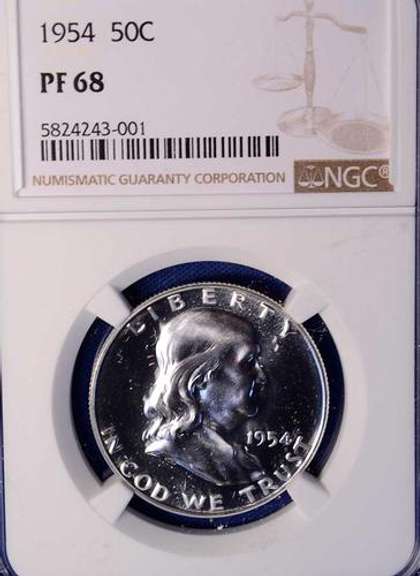 1954 50C
PF 68
5824243-001
NUMISMATIC GUARANTY CORPORATION NGC®
LIBERTY
1954
IN GOD WE TRUST